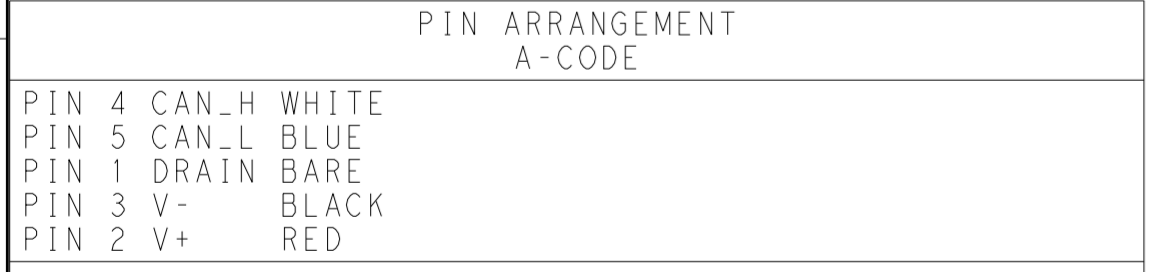 PIN ARRANGEMENT
A-CODE
PIN 4 CAN_H WHITE
PIN 5 CAN_L BLUE
PIN 1 DRAIN BARE
PIN 3 V- BLACK
PIN 2 V+ RED